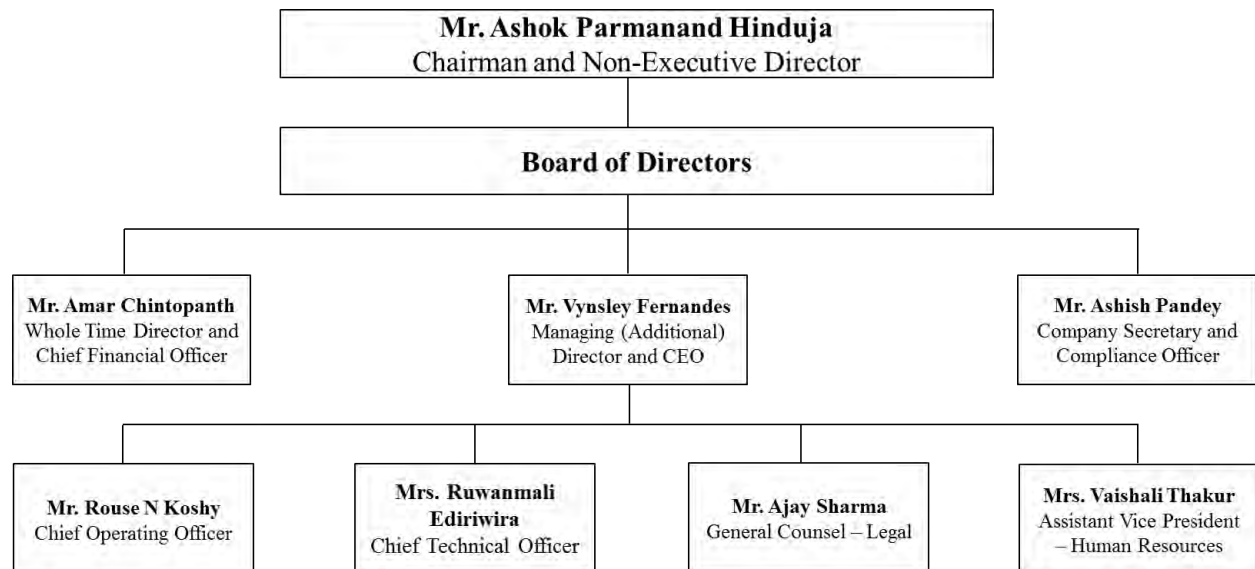 Mr. Ashok Parmanand Hinduja
Chairman and Non-Executive Director
Board of Directors
Mr. Amar Chintopanth
Whole Time Director and
Chief Financial Officer
Mr. Vynsley Fernandes
Managing (Additional)
Director and CEO
Mr. Ashish Pandey
Company Secretary and
Compliance Officer
Mr. Rouse N Koshy
Chief Operating Officer
Mrs. Ruwanmali
Ediriwira
Chief Technical Officer
Mr. Ajay Sharma
General Counsel – Legal
Mrs. Vaishali Thakur
Assistant Vice President
– Human Resources